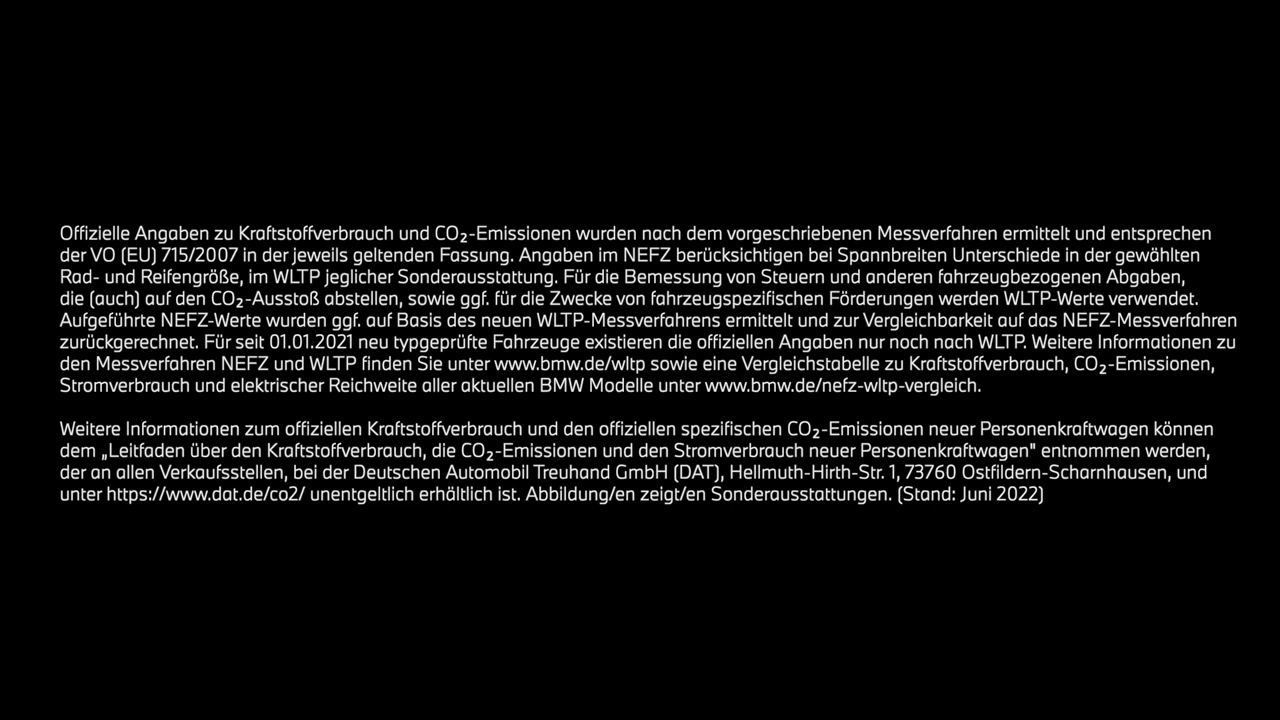 Offizielle Angaben zu Kraftstoffverbrauch und CO₂-Emissionen wurden nach dem vorgeschriebenen Messverfahren ermittelt und entsprechen
der VO (EU) 715/2007 in der jeweils geltenden Fassung. Angaben im NEFZ berücksichtigen bei Spannbreiten Unterschiede in der gewählten
Rad- und Reifengröße, im WLTP jeglicher Sonderausstattung. Für die Bemessung von Steuern und anderen fahrzeugbezogenen Abgaben,
die (auch) auf den CO₂-Ausstoß abstellen, sowie ggf. für die Zwecke von fahrzeugspezifischen Förderungen werden WLTP-Werte verwendet.
Aufgeführte NEFZ-Werte wurden ggf. auf Basis des neuen WLTP-Messverfahrens ermittelt und zur Vergleichbarkeit auf das NEFZ-Messverfahren
zurückgerechnet. Für seit 01.01.2021 neu typgeprüfte Fahrzeuge existieren die offiziellen Angaben nur noch nach WLTP. Weitere Informationen zu
den Messverfahren NEFZ und WLTP finden Sie unter www.bmw.de/wltp sowie eine Vergleichstabelle zu Kraftstoffverbrauch, CO₂-Emissionen,
Stromverbrauch und elektrischer Reichweite aller aktuellen BMW Modelle unter www.bmw.de/nefz-wltp-vergleich.
Weitere Informationen zum offiziellen Kraftstoffverbrauch und den offiziellen spezifischen CO₂-Emissionen neuer Personenkraftwagen können
dem „Leitfaden über den Kraftstoffverbrauch, die CO₂-Emissionen und den Stromverbrauch neuer Personenkraftwagen" entnommen werden,
der an allen Verkaufsstellen, bei der Deutschen Automobil Treuhand GmbH (DAT), Hellmuth-Hirth-Str. 1, 73760 Ostfildern-Scharnhausen, und
unter https://www.dat.de/co2/ unentgeltlich erhältlich ist. Abbildung/en zeigt/en Sonderausstattungen. (Stand: Juni 2022)